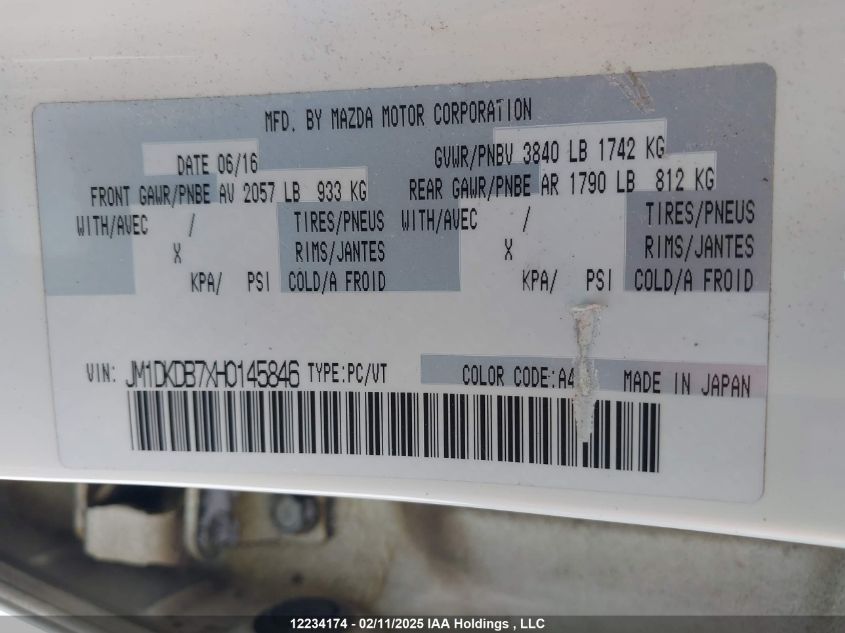 MFD. BY MAZDA MOTOR CORPORATION
DATE 06/16 GVWR/PNBV 3840 LB 1742 KG
FRONT GAWR/PNBE AV 2057 LB 933 KG REAR GAWR/PNBE AR 1790 LB 812 KG
WITH/AVEC / TIRES/PNEUS WITH/AVEC / TIRES/PNEUS
X RIMS/JANTES X RIMS/JANTES
KPA/ PSI COLD/A FROID KPA/ PSI COLD/A FROID
VIN: JM1DKDB7XH0145846 TYPE:PC/VT COLOR CODE: MADE IN JAPAN
12234174 - 02/11/2025 IAA Holdings , LLC